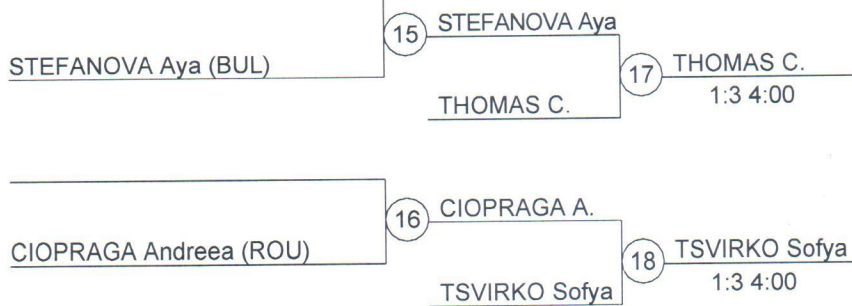 15 STEFANOVA Aya
STEFANOVA Aya (BUL)
17 THOMAS C.
1:3 4:00
THOMAS C.
16 CIOPRAGA A.
CIOPRAGA Andreea (ROU)
18 TSVIRKO Sofya
1:3 4:00
TSVIRKO Sofya